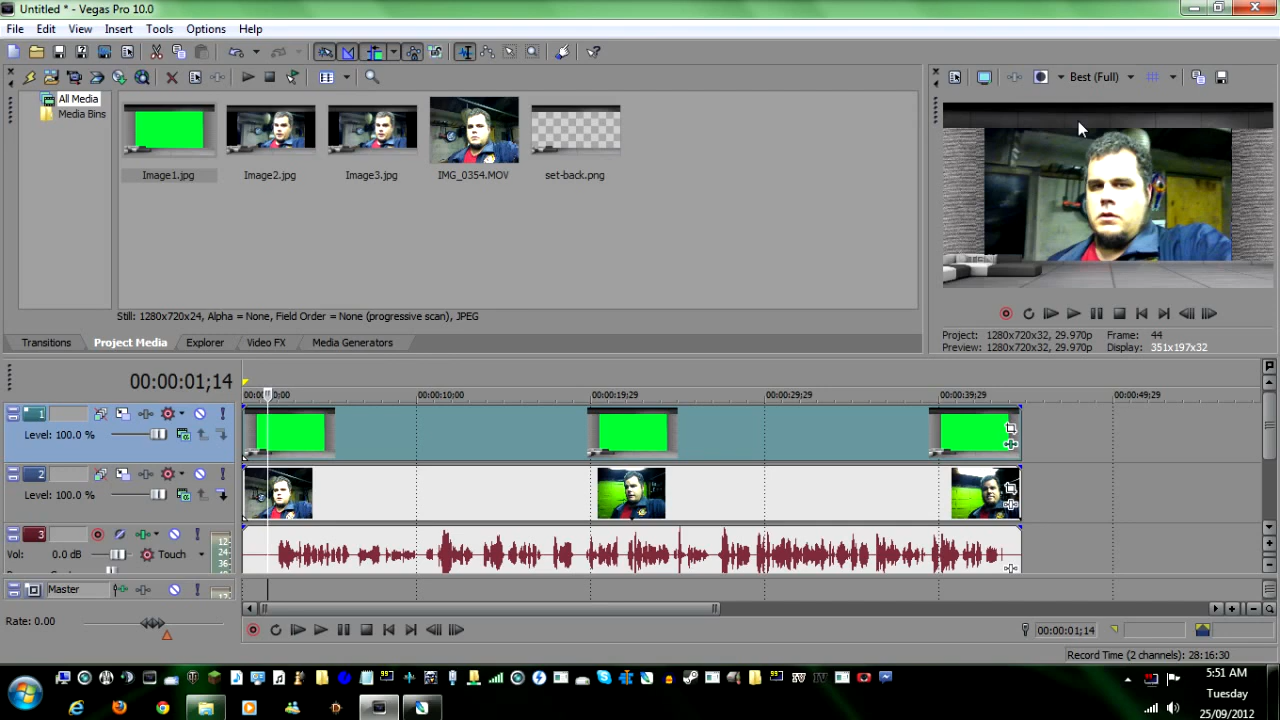 Untitled * - Vegas Pro 10.0
File Edit View Insert Tools Options Help
Best (Full)
All Media
Media Bins
Image1.jpg Image2.jpg Image3.jpg IMG_0354.MOV set-back.png
Still: 1280x720x24, Alpha = None, Field Order = None (progressive scan), JPEG
Transitions Project Media Explorer Video FX Media Generators
Project: 1280x720x32, 29.970p Frame: 44
Preview: 1280x720x32, 29.970p Display: 351x197x32
00:00:01;14
00:00:10;00 00:00:19;29 00:00:29;29 00:00:39;29 00:00:49;29
1
Level: 100.0 %
2
Level: 100.0 %
3
Vol: 0.0 dB Touch
12-
24-
36-
Master
12-
Rate: 0.00
00:00:01;14
Record Time (2 channels): 28:16:30
5:51 AM
Tuesday
25/09/2012